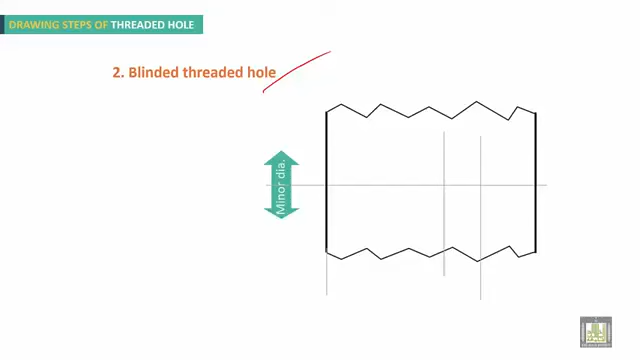 DRAWING STEPS OF THREADED HOLE
2. Blinded threaded hole
Minor dia.